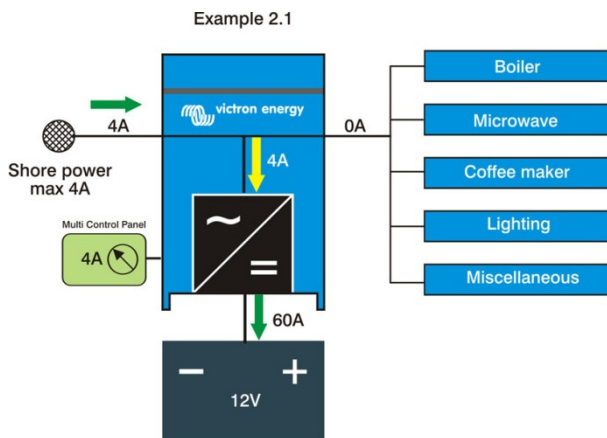 Example 2.1
victron energy
4A
0A
Shore power
max 4A
4A
Multi Control Panel
4A
~
=
60A
− +
12V
Boiler
Microwave
Coffee maker
Lighting
Miscellaneous